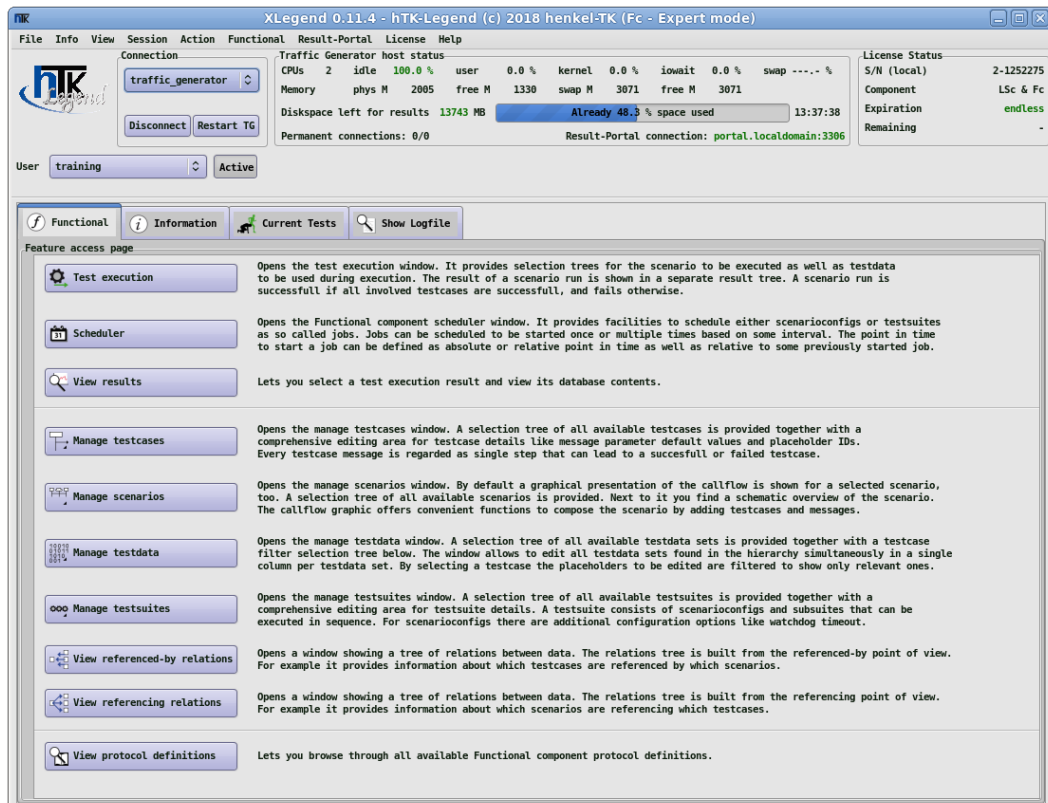 hTK
XLegend 0.11.4 - hTK-Legend (c) 2018 henkel-TK (Fc - Expert mode)
File Info View Session Action Functional Result-Portal License Help
hTK
Legend
Connection
traffic_generator
Disconnect Restart TG
Traffic Generator host status
CPUs 2 idle 100.0 % user 0.0 % kernel 0.0 % iowait 0.0 % swap ---.- %
Memory phys M 2005 free M 1330 swap M 3071 free M 3071
Diskspace left for results 13743 MB Already 48.3 % space used 13:37:38
Permanent connections: 0/0 Result-Portal connection: portal.localdomain:3306
License Status
S/N (local) 2-1252275
Component LSc & Fc
Expiration endless
Remaining -
User training Active
f Functional i Information Current Tests Show Logfile
Feature access page
Test execution
Opens the test execution window. It provides selection trees for the scenario to be executed as well as testdata
to be used during execution. The result of a scenario run is shown in a separate result tree. A scenario run is
successfull if all involved testcases are successfull, and fails otherwise.
31 Scheduler
Opens the Functional component scheduler window. It provides facilities to schedule either scenarioconfigs or testsuites
as so called jobs. Jobs can be scheduled to be started once or multiple times based on some interval. The point in time
to start a job can be defined as absolute or relative point in time as well as relative to some previously started job.
View results
Lets you select a test execution result and view its database contents.
Manage testcases
Opens the manage testcases window. A selection tree of all available testcases is provided together with a
comprehensive editing area for testcase details like message parameter default values and placeholder IDs.
Every testcase message is regarded as single step that can lead to a succesfull or failed testcase.
Manage scenarios
Opens the manage scenarios window. By default a graphical presentation of the callflow is shown for a selected scenario,
too. A selection tree of all available scenarios is provided. Next to it you find a schematic overview of the scenario.
The callflow graphic offers convenient functions to compose the scenario by adding testcases and messages.
Manage testdata
Opens the manage testdata window. A selection tree of all available testdata sets is provided together with a testcase
filter selection tree below. The window allows to edit all testdata sets found in the hierarchy simultaneously in a single
column per testdata set. By selecting a testcase the placeholders to be edited are filtered to show only relevant ones.
Manage testsuites
Opens the manage testsuites window. A selection tree of all available testsuites is provided together with a
comprehensive editing area for testsuite details. A testsuite consists of scenarioconfigs and subsuites that can be
executed in sequence. For scenarioconfigs there are additional configuration options like watchdog timeout.
View referenced-by relations
Opens a window showing a tree of relations between data. The relations tree is built from the referenced-by point of view.
For example it provides information about which testcases are referenced by which scenarios.
View referencing relations
Opens a window showing a tree of relations between data. The relations tree is built from the referencing point of view.
For example it provides information about which scenarios are referencing which testcases.
View protocol definitions
Lets you browse through all available Functional component protocol definitions.